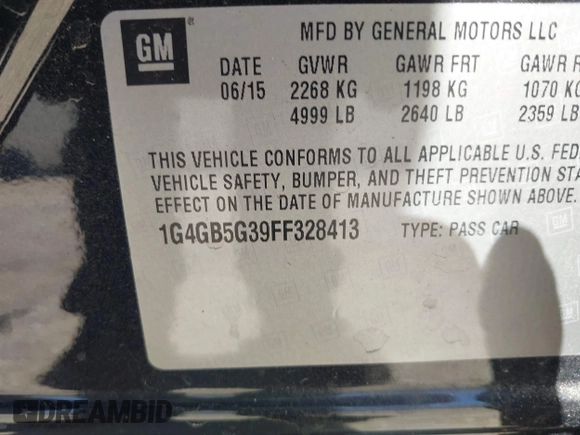 GM
MFD BY GENERAL MOTORS LLC
DATE GVWR GAWR FRT GAWR R
06/15 2268 KG 1198 KG 1070 KG
4999 LB 2640 LB 2359 LB
THIS VEHICLE CONFORMS TO ALL APPLICABLE U.S. FED
VEHICLE SAFETY, BUMPER, AND THEFT PREVENTION STA
EFFECT ON THE DATE OF MANUFACTURE SHOWN ABOVE.
1G4GB5G39FF328413 TYPE: PASS CAR
DREAMBID